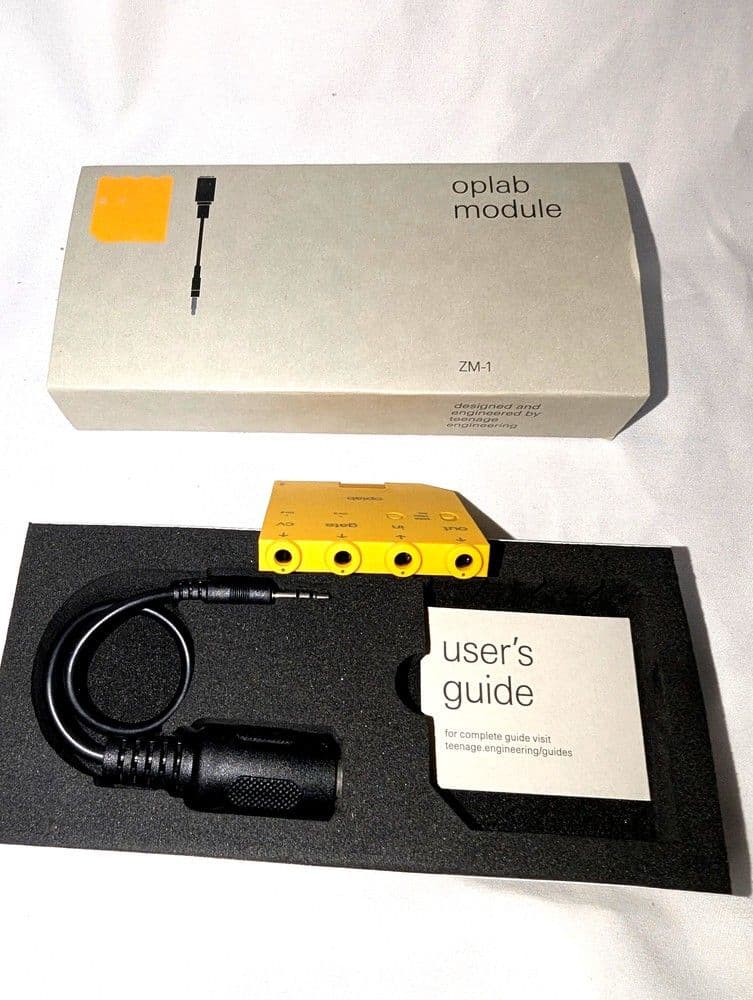 oplab
module
ZM-1
designed and
engineered by
teenage
engineering
oplab
out
in
gate
cv
user's
guide
for complete guide visit
teenage.engineering/guides